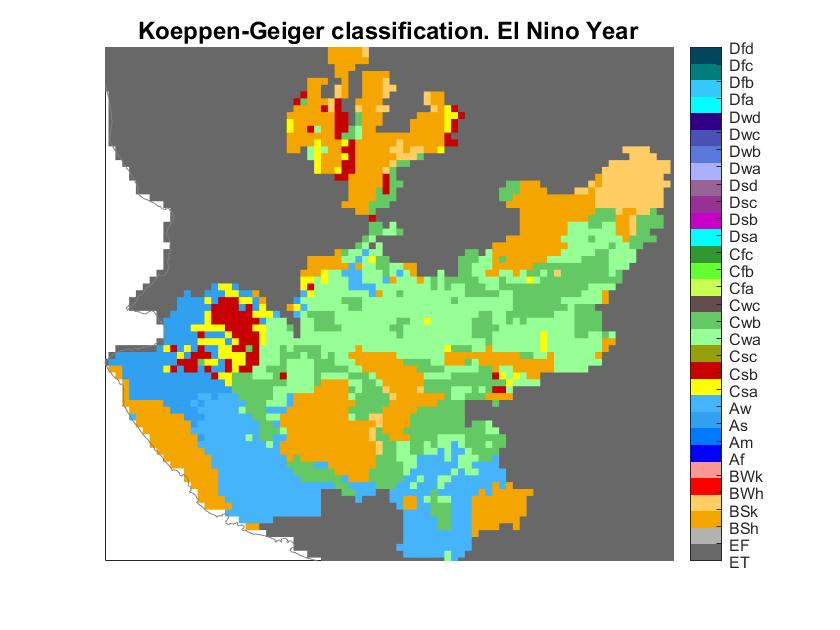 Koeppen-Geiger classification. El Nino Year
Dfd
Dfc
Dfb
Dfa
Dwd
Dwc
Dwb
Dwa
Dsd
Dsc
Dsb
Dsa
Cfc
Cfb
Cfa
Cwc
Cwb
Cwa
Csc
Csb
Csa
Aw
As
Am
Af
BWk
BWh
BSk
BSh
EF
ET